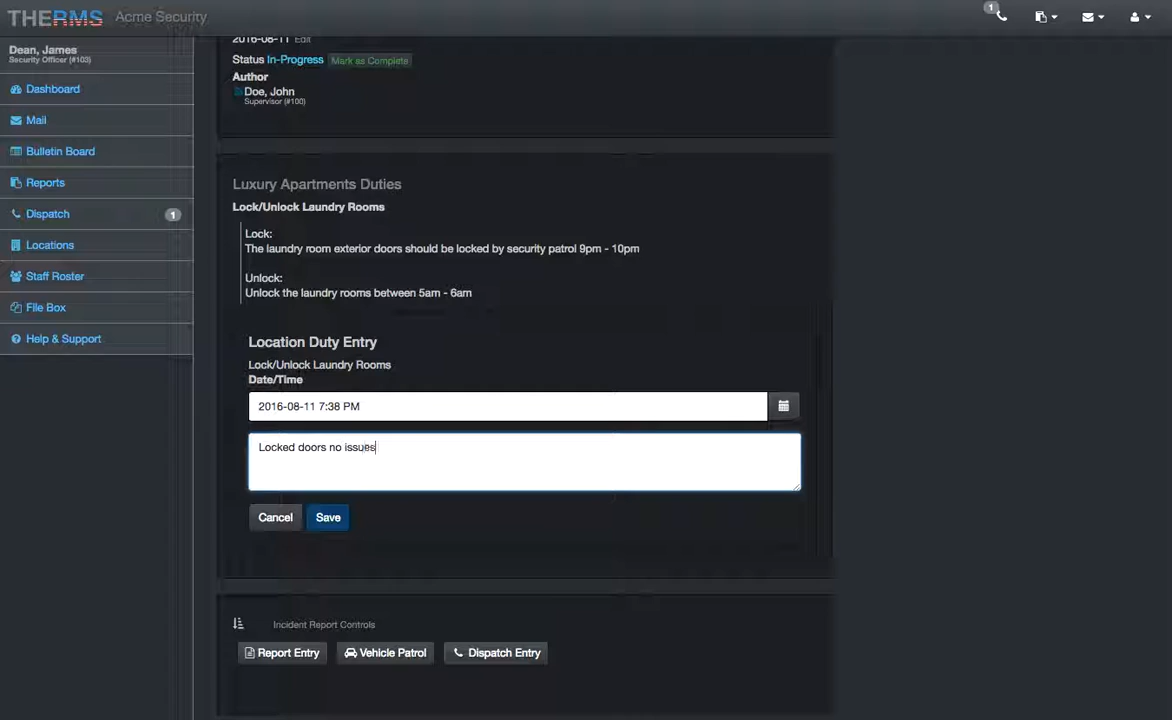 THERMS Acme Security
1
Dean, James
Security Officer (#103)
Dashboard
Mail
Bulletin Board
Reports
Dispatch 1
Locations
Staff Roster
File Box
Help & Support
2016-08-11 Edit
Status In-Progress Mark as Complete
Author
Doe, John
Supervisor (#100)
Luxury Apartments Duties
Lock/Unlock Laundry Rooms
Lock:
The laundry room exterior doors should be locked by security patrol 9pm - 10pm
Unlock:
Unlock the laundry rooms between 5am - 6am
Location Duty Entry
Lock/Unlock Laundry Rooms
Date/Time
2016-08-11 7:38 PM
Locked doors no issues
Cancel Save
Incident Report Controls
Report Entry Vehicle Patrol Dispatch Entry